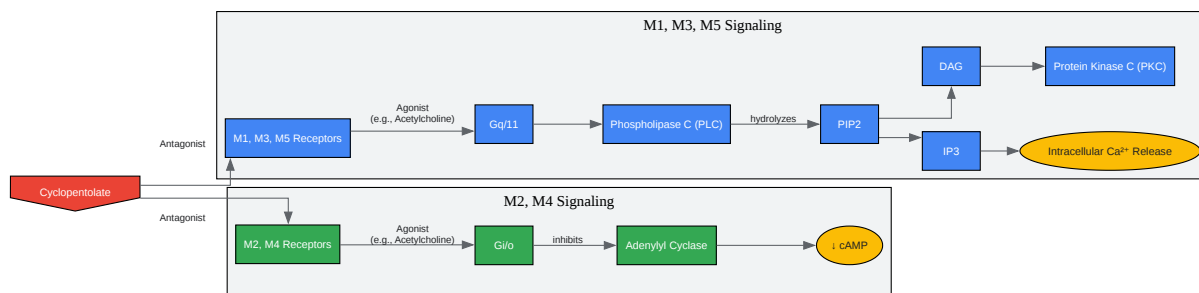 M1, M3, M5 Signaling
DAG
Protein Kinase C (PKC)
Agonist
(e.g., Acetylcholine)
M1, M3, M5 Receptors
Gq/11
Phospholipase C (PLC)
hydrolyzes
PIP2
IP3
Intracellular Ca²⁺ Release
Antagonist
Cyclopentolate
Antagonist
M2, M4 Signaling
Agonist
(e.g., Acetylcholine)
M2, M4 Receptors
Gi/o
inhibits
Adenylyl Cyclase
↓ cAMP